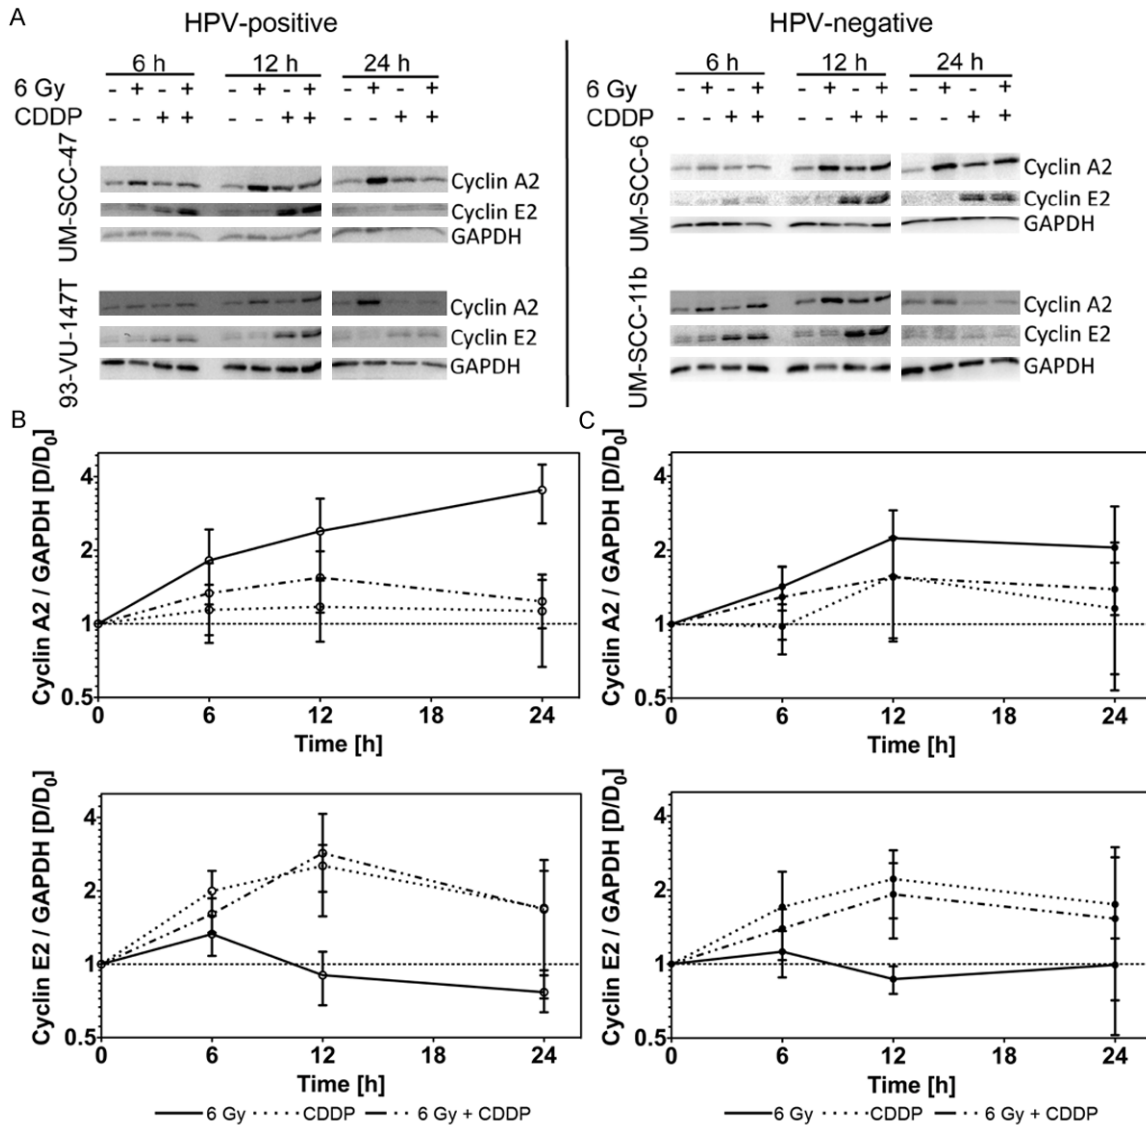 A
HPV-positive
HPV-negative
6 h 12 h 24 h
6 h 12 h 24 h
6 Gy - + - + - + - + - + - +
CDDP - - + + - - + + - - + +
6 Gy - + - + - + - + - + - +
CDDP - - + + - - + + - - + +
UM-SCC-47
Cyclin A2
Cyclin E2
GAPDH
93-VU-147T
Cyclin A2
Cyclin E2
GAPDH
UM-SCC-6
Cyclin A2
Cyclin E2
GAPDH
UM-SCC-11b
Cyclin A2
Cyclin E2
GAPDH
B
Cyclin A2 / GAPDH [D/D0]
4
2
1
0.5
0 6 12 18 24
Time [h]
C
Cyclin A2 / GAPDH [D/D0]
4
2
1
0.5
0 6 12 18 24
Time [h]
Cyclin E2 / GAPDH [D/D0]
4
2
1
0.5
0 6 12 18 24
Time [h]
6 Gy CDDP 6 Gy + CDDP
Cyclin E2 / GAPDH [D/D0]
4
2
1
0.5
0 6 12 18 24
Time [h]
6 Gy CDDP 6 Gy + CDDP